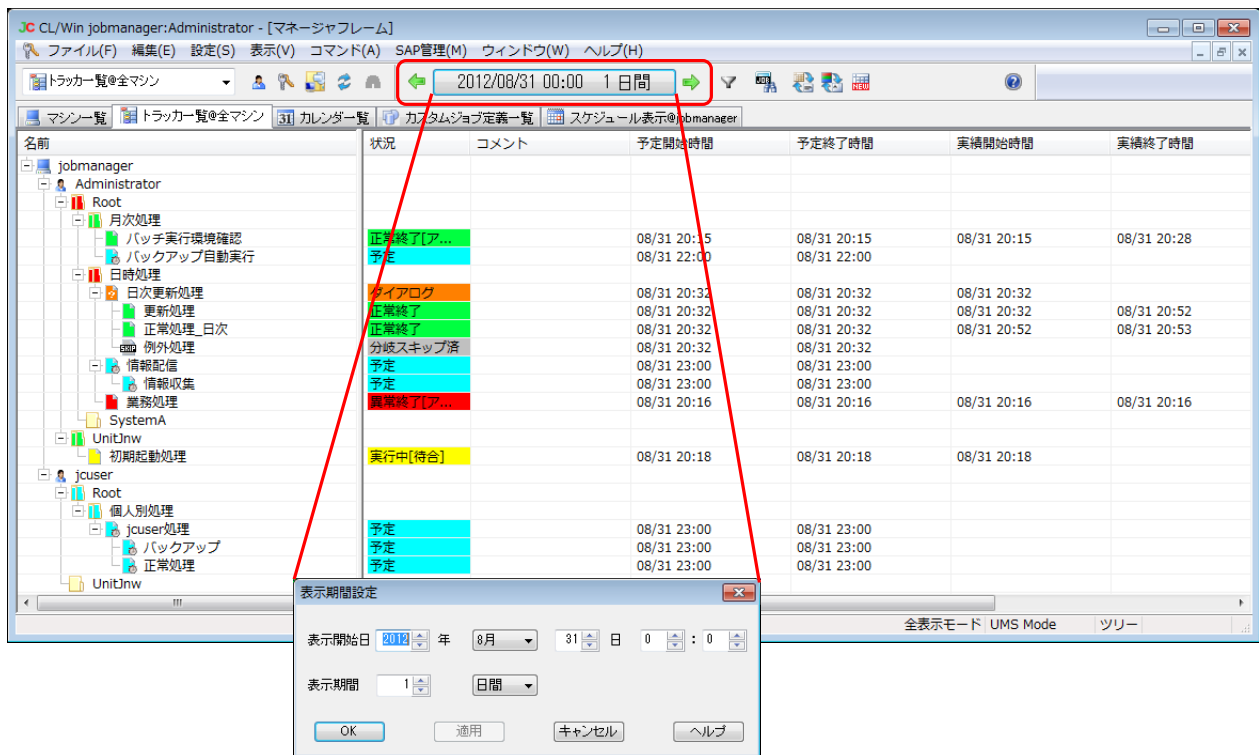 JC CL/Win jobmanager:Administrator - [マネージャフレーム]
ファイル(F) 編集(E) 設定(S) 表示(V) コマンド(A) SAP管理(M) ウィンドウ(W) ヘルプ(H)
トラッカ一覧@全マシン 2012/08/31 00:00 1 日間
マシン一覧 トラッカ一覧@全マシン 31 カレンダー一覧 カスタムジョブ定義一覧 スケジュール表示@jobmanager
名前 状況 コメント 予定開始時間 予定終了時間 実績開始時間 実績終了時間
jobmanager
Administrator
Root
月次処理
バッチ実行環境確認 正常終了[ア... 08/31 20:15 08/31 20:15 08/31 20:15 08/31 20:28
バックアップ自動実行 予定 08/31 22:00 08/31 22:00
日時処理
日次更新処理 ダイアログ 08/31 20:32 08/31 20:32 08/31 20:32
更新処理 正常終了 08/31 20:32 08/31 20:32 08/31 20:32 08/31 20:52
正常処理_日次 正常終了 08/31 20:32 08/31 20:32 08/31 20:52 08/31 20:53
SKIP 例外処理 分岐スキップ済 08/31 20:32 08/31 20:32
情報配信 予定 08/31 23:00 08/31 23:00
情報収集 予定 08/31 23:00 08/31 23:00
業務処理 異常終了[ア... 08/31 20:16 08/31 20:16 08/31 20:16 08/31 20:16
SystemA
UnitJnw
初期起動処理 実行中[待合] 08/31 20:18 08/31 20:18 08/31 20:18
jcuser
Root
個人別処理
jcuser処理 予定 08/31 23:00 08/31 23:00
バックアップ 予定 08/31 23:00 08/31 23:00
正常処理 予定 08/31 23:00 08/31 23:00
UnitJnw
全表示モード UMS Mode ツリー
表示期間設定
表示開始日 2012 年 8月 31 日 0 : 0
表示期間 1 日間
OK 適用 キャンセル ヘルプ